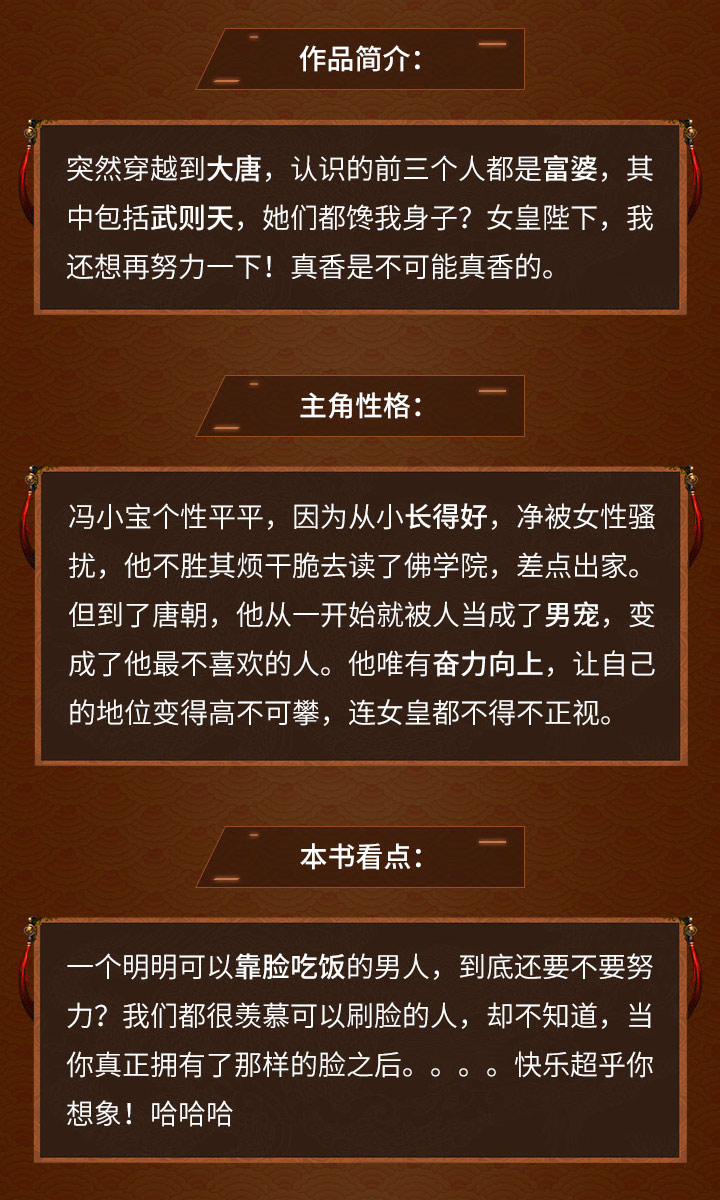 作品简介：
突然穿越到大唐，认识的前三个人都是富婆，其
中包括武则天，她们都馋我身子？女皇陛下，我
还想再努力一下！真香是不可能真香的。
主角性格：
冯小宝个性平平，因为从小长得好，净被女性骚
扰，他不胜其烦干脆去读了佛学院，差点出家。
但到了唐朝，他从一开始就被人当成了男宠，变
成了他最不喜欢的人。他唯有奋力向上，让自己
的地位变得高不可攀，连女皇都不得不正视。
本书看点：
一个明明可以靠脸吃饭的男人，到底还要不要努
力？我们都很羡慕可以刷脸的人，却不知道，当
你真正拥有了那样的脸之后。。。。快乐超乎你
想象！哈哈哈